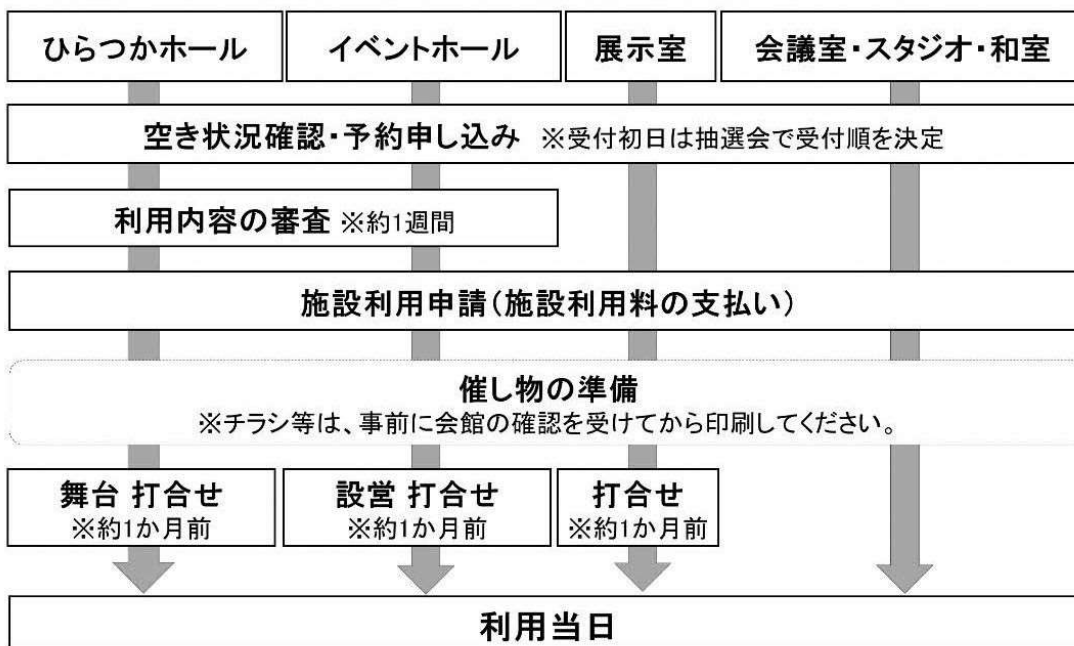 ひらつかホール
イベントホール
展示室
会議室・スタジオ・和室
空き状況確認・予約申し込み ※受付初日は抽選会で受付順を決定
利用内容の審査 ※約1週間
施設利用申請(施設利用料の支払い)
催し物の準備
※チラシ等は、事前に会館の確認を受けてから印刷してください。
舞台 打合せ
※約1か月前
設営 打合せ
※約1か月前
打合せ
※約1か月前
利用当日